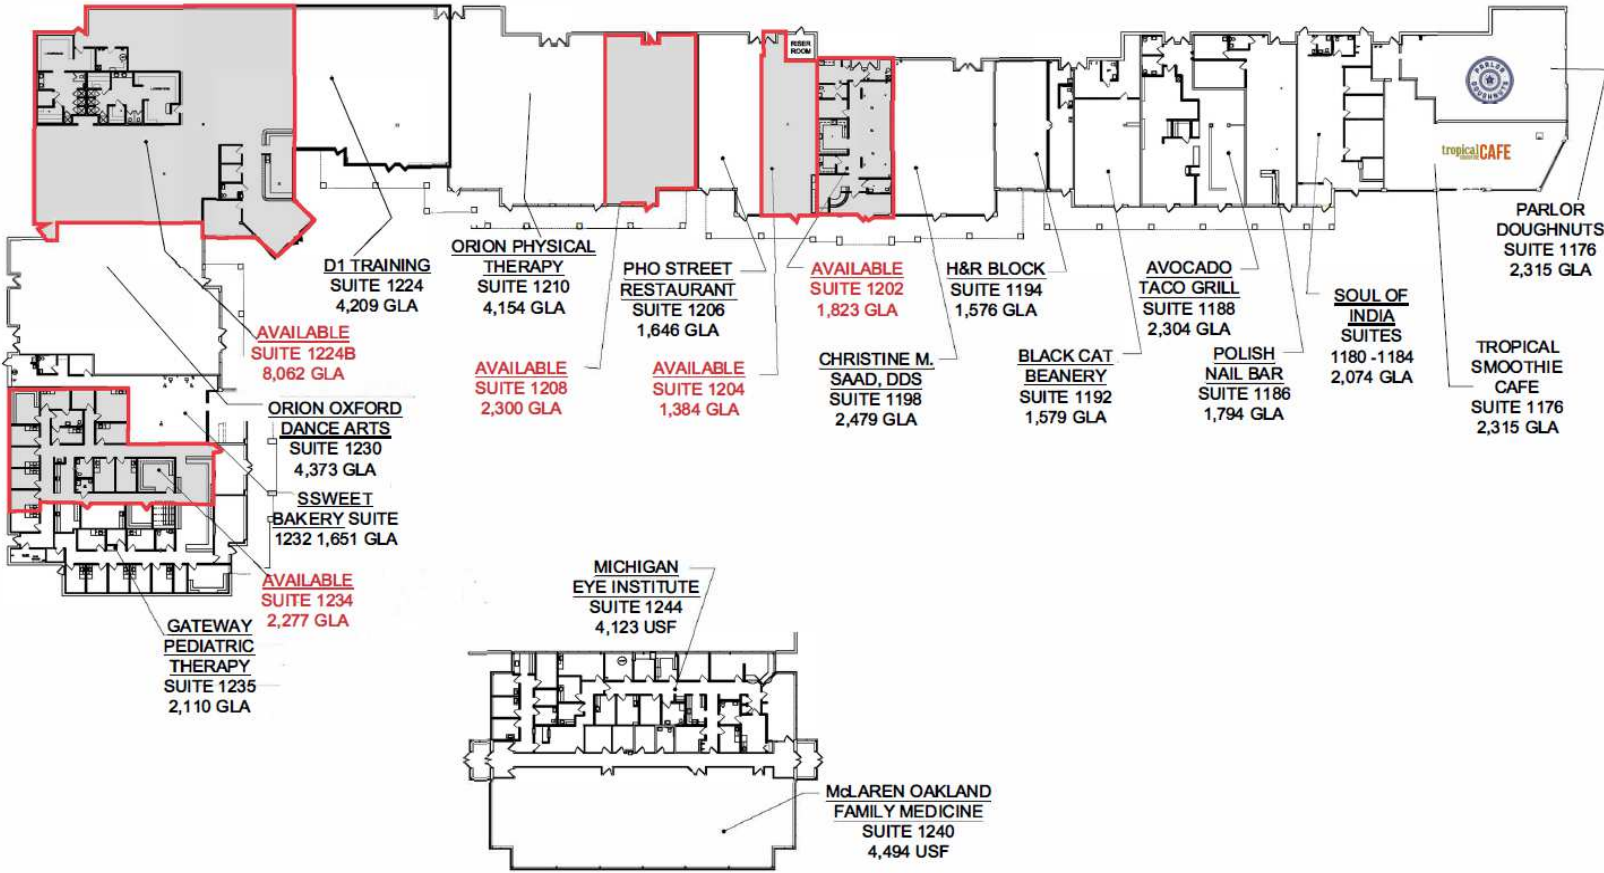 RISER
ROOM
PARLOR
DOUGHNUTS
tropical CAFE
D1 TRAINING
SUITE 1224
4,209 GLA
ORION PHYSICAL
THERAPY
SUITE 1210
4,154 GLA
PHO STREET
RESTAURANT
SUITE 1206
1,646 GLA
AVAILABLE
SUITE 1202
1,823 GLA
H&R BLOCK
SUITE 1194
1,576 GLA
AVOCADO
TACO GRILL
SUITE 1188
2,304 GLA
SOUL OF
INDIA
SUITES
1180 -1184
2,074 GLA
PARLOR
DOUGHNUTS
SUITE 1176
2,315 GLA
AVAILABLE
SUITE 1224B
8,062 GLA
AVAILABLE
SUITE 1208
2,300 GLA
AVAILABLE
SUITE 1204
1,384 GLA
CHRISTINE M.
SAAD, DDS
SUITE 1198
2,479 GLA
BLACK CAT
BEANERY
SUITE 1192
1,579 GLA
POLISH
NAIL BAR
SUITE 1186
1,794 GLA
TROPICAL
SMOOTHIE
CAFE
SUITE 1176
2,315 GLA
ORION OXFORD
DANCE ARTS
SUITE 1230
4,373 GLA
SSWEET
BAKERY SUITE
1232 1,651 GLA
AVAILABLE
SUITE 1234
2,277 GLA
GATEWAY
PEDIATRIC
THERAPY
SUITE 1235
2,110 GLA
MICHIGAN
EYE INSTITUTE
SUITE 1244
4,123 USF
McLAREN OAKLAND
FAMILY MEDICINE
SUITE 1240
4,494 USF